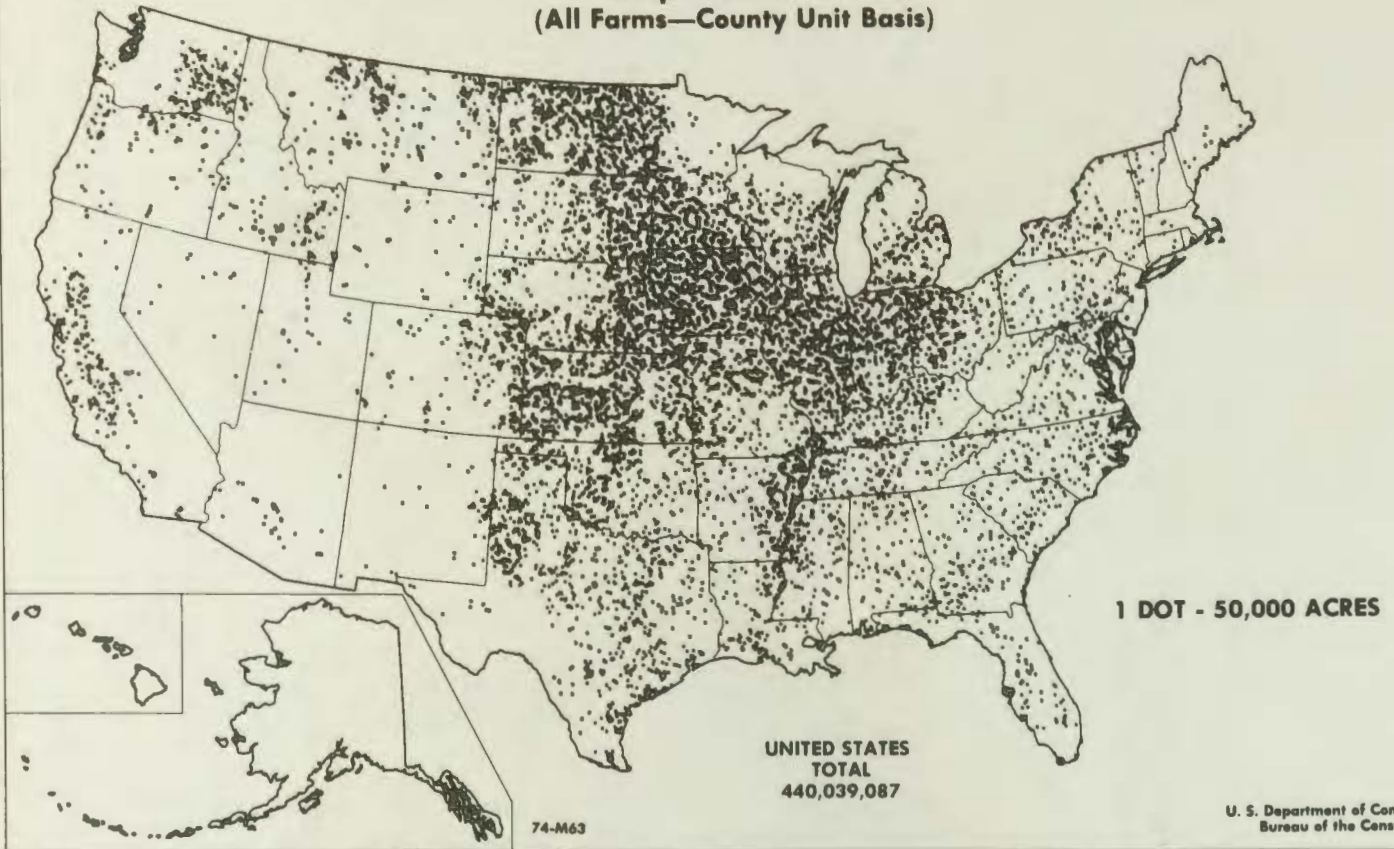 (All Farms—County Unit Basis)
1 DOT - 50,000 ACRES
UNITED STATES
TOTAL
440,039,087
74-M63
U. S. Department of Com
Bureau of the Cens